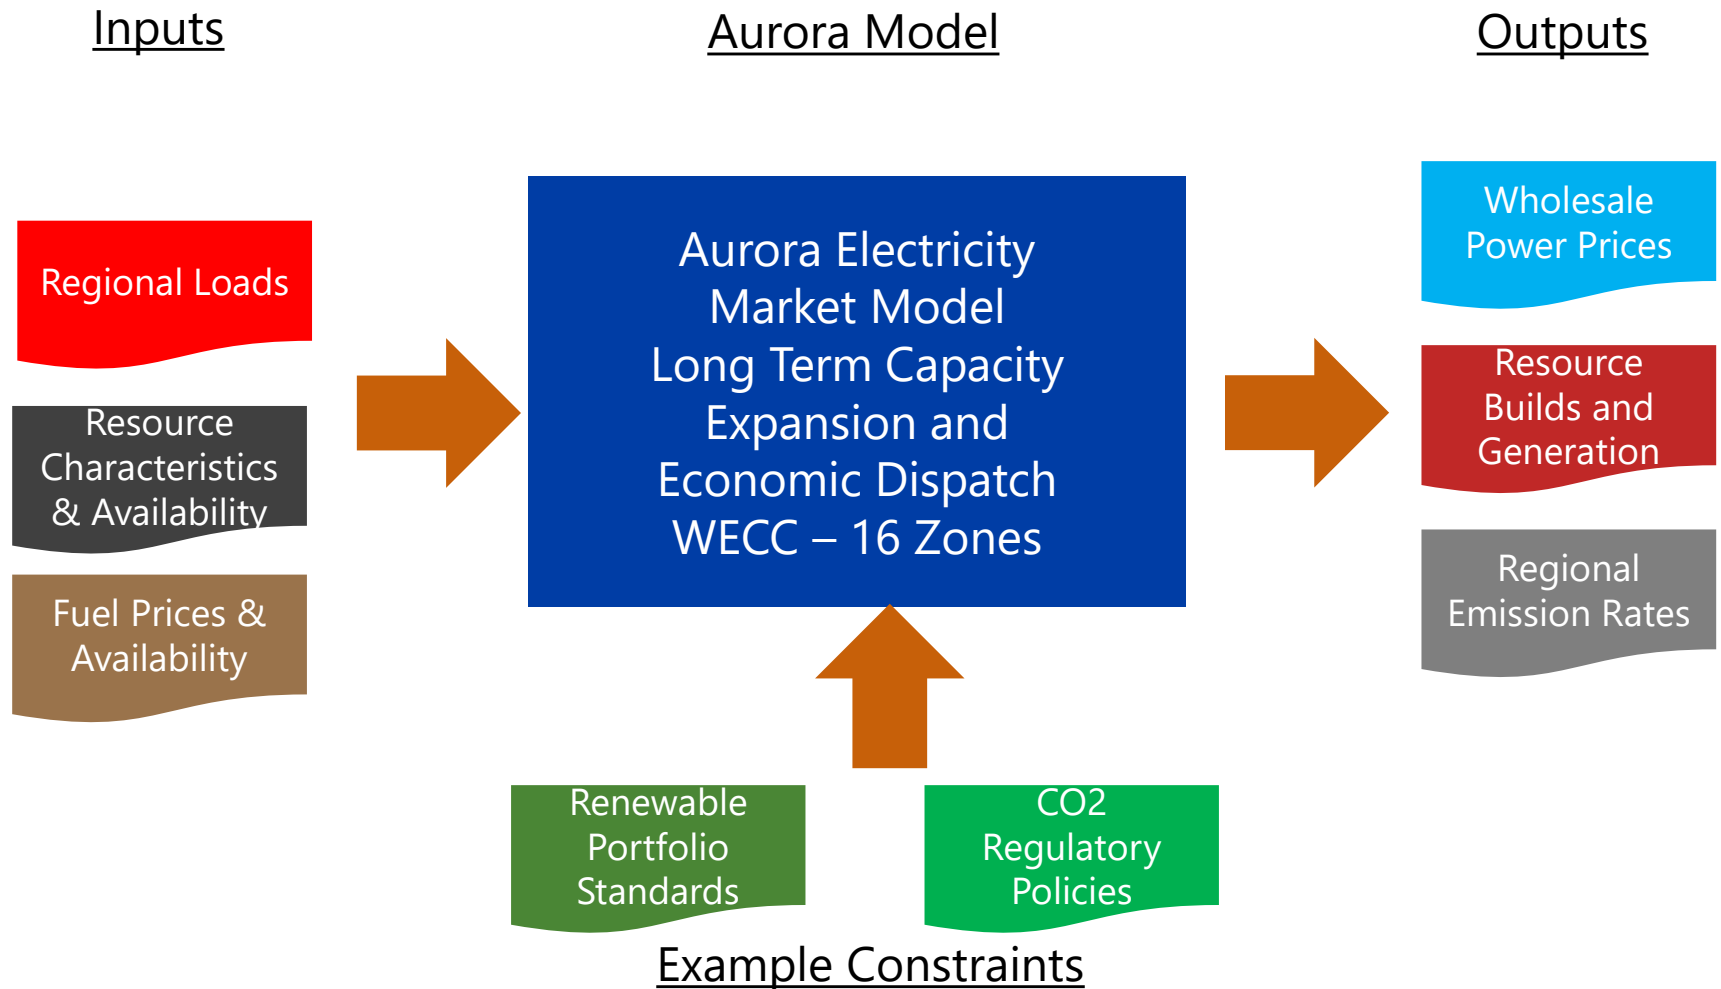 Inputs
Aurora Model
Outputs
Regional Loads
Resource
Characteristics
& Availability
Fuel Prices &
Availability
Aurora Electricity
Market Model
Long Term Capacity
Expansion and
Economic Dispatch
WECC – 16 Zones
Wholesale
Power Prices
Resource
Builds and
Generation
Regional
Emission Rates
Renewable
Portfolio
Standards
CO2
Regulatory
Policies
Example Constraints